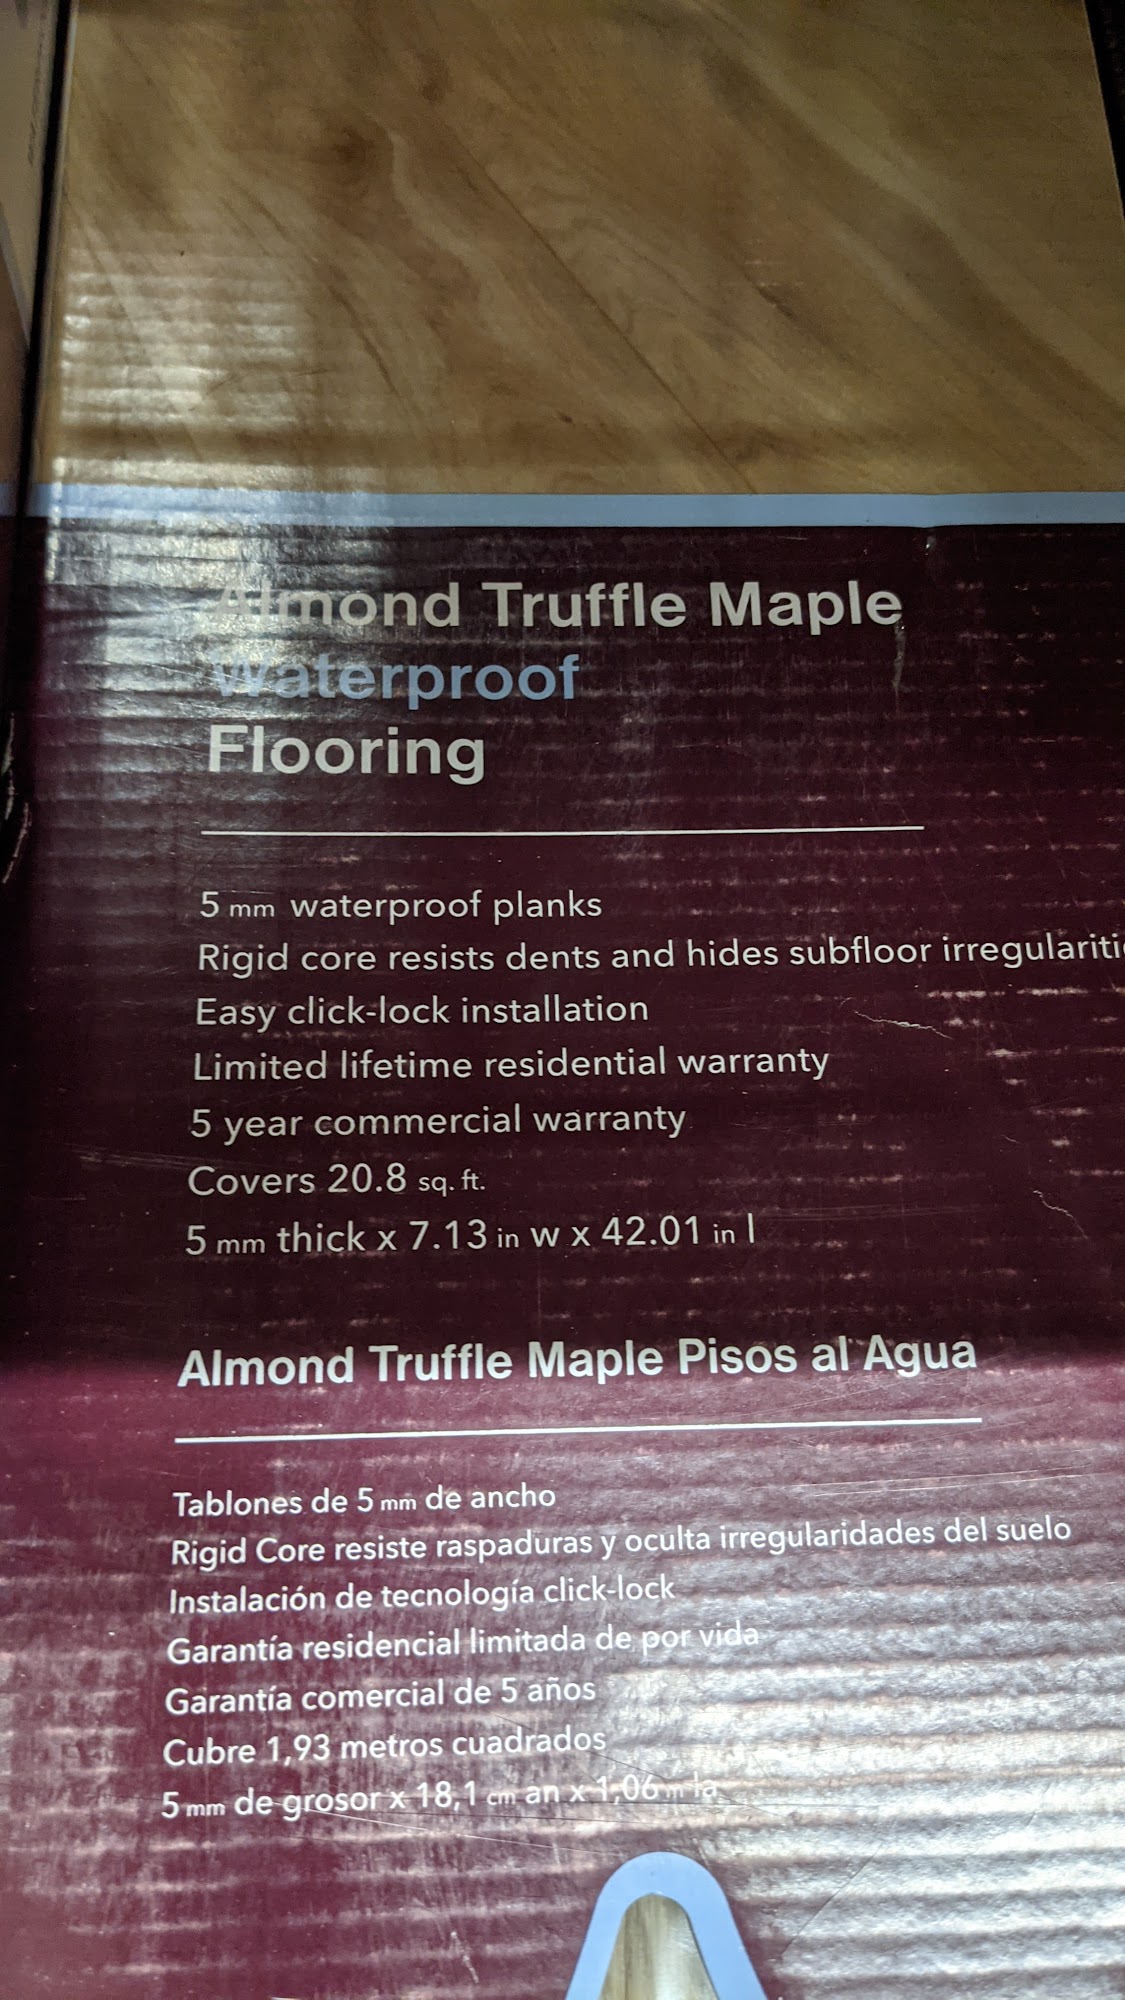 Almond Truffle Maple
Waterproof
Flooring
5 mm waterproof planks
Rigid core resists dents and hides subfloor irregulariti
Easy click-lock installation
Limited lifetime residential warranty
5 year commercial warranty
Covers 20.8 sq. ft.
5 mm thick x 7.13 in w x 42.01 in l
Almond Truffle Maple Pisos al Agua
Tablones de 5 mm de ancho
Rigid Core resiste raspaduras y oculta irregularidades del suelo
Instalación de tecnología click-lock
Garantía residencial limitada de por vida
Garantía comercial de 5 años
Cubre 1,93 metros cuadrados
5 mm de grosor x 18,1 cm an x 1,06 m la